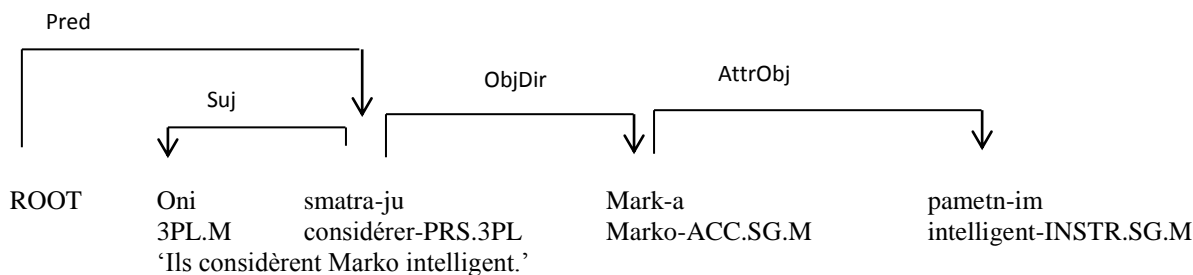 Pred
ObjDir
AttrObj
Suj
ROOT Oni smatra-ju Mark-a pametn-im
3PL.M considérer-PRS.3PL Marko-ACC.SG.M intelligent-INSTR.SG.M
‘Ils considèrent Marko intelligent.’